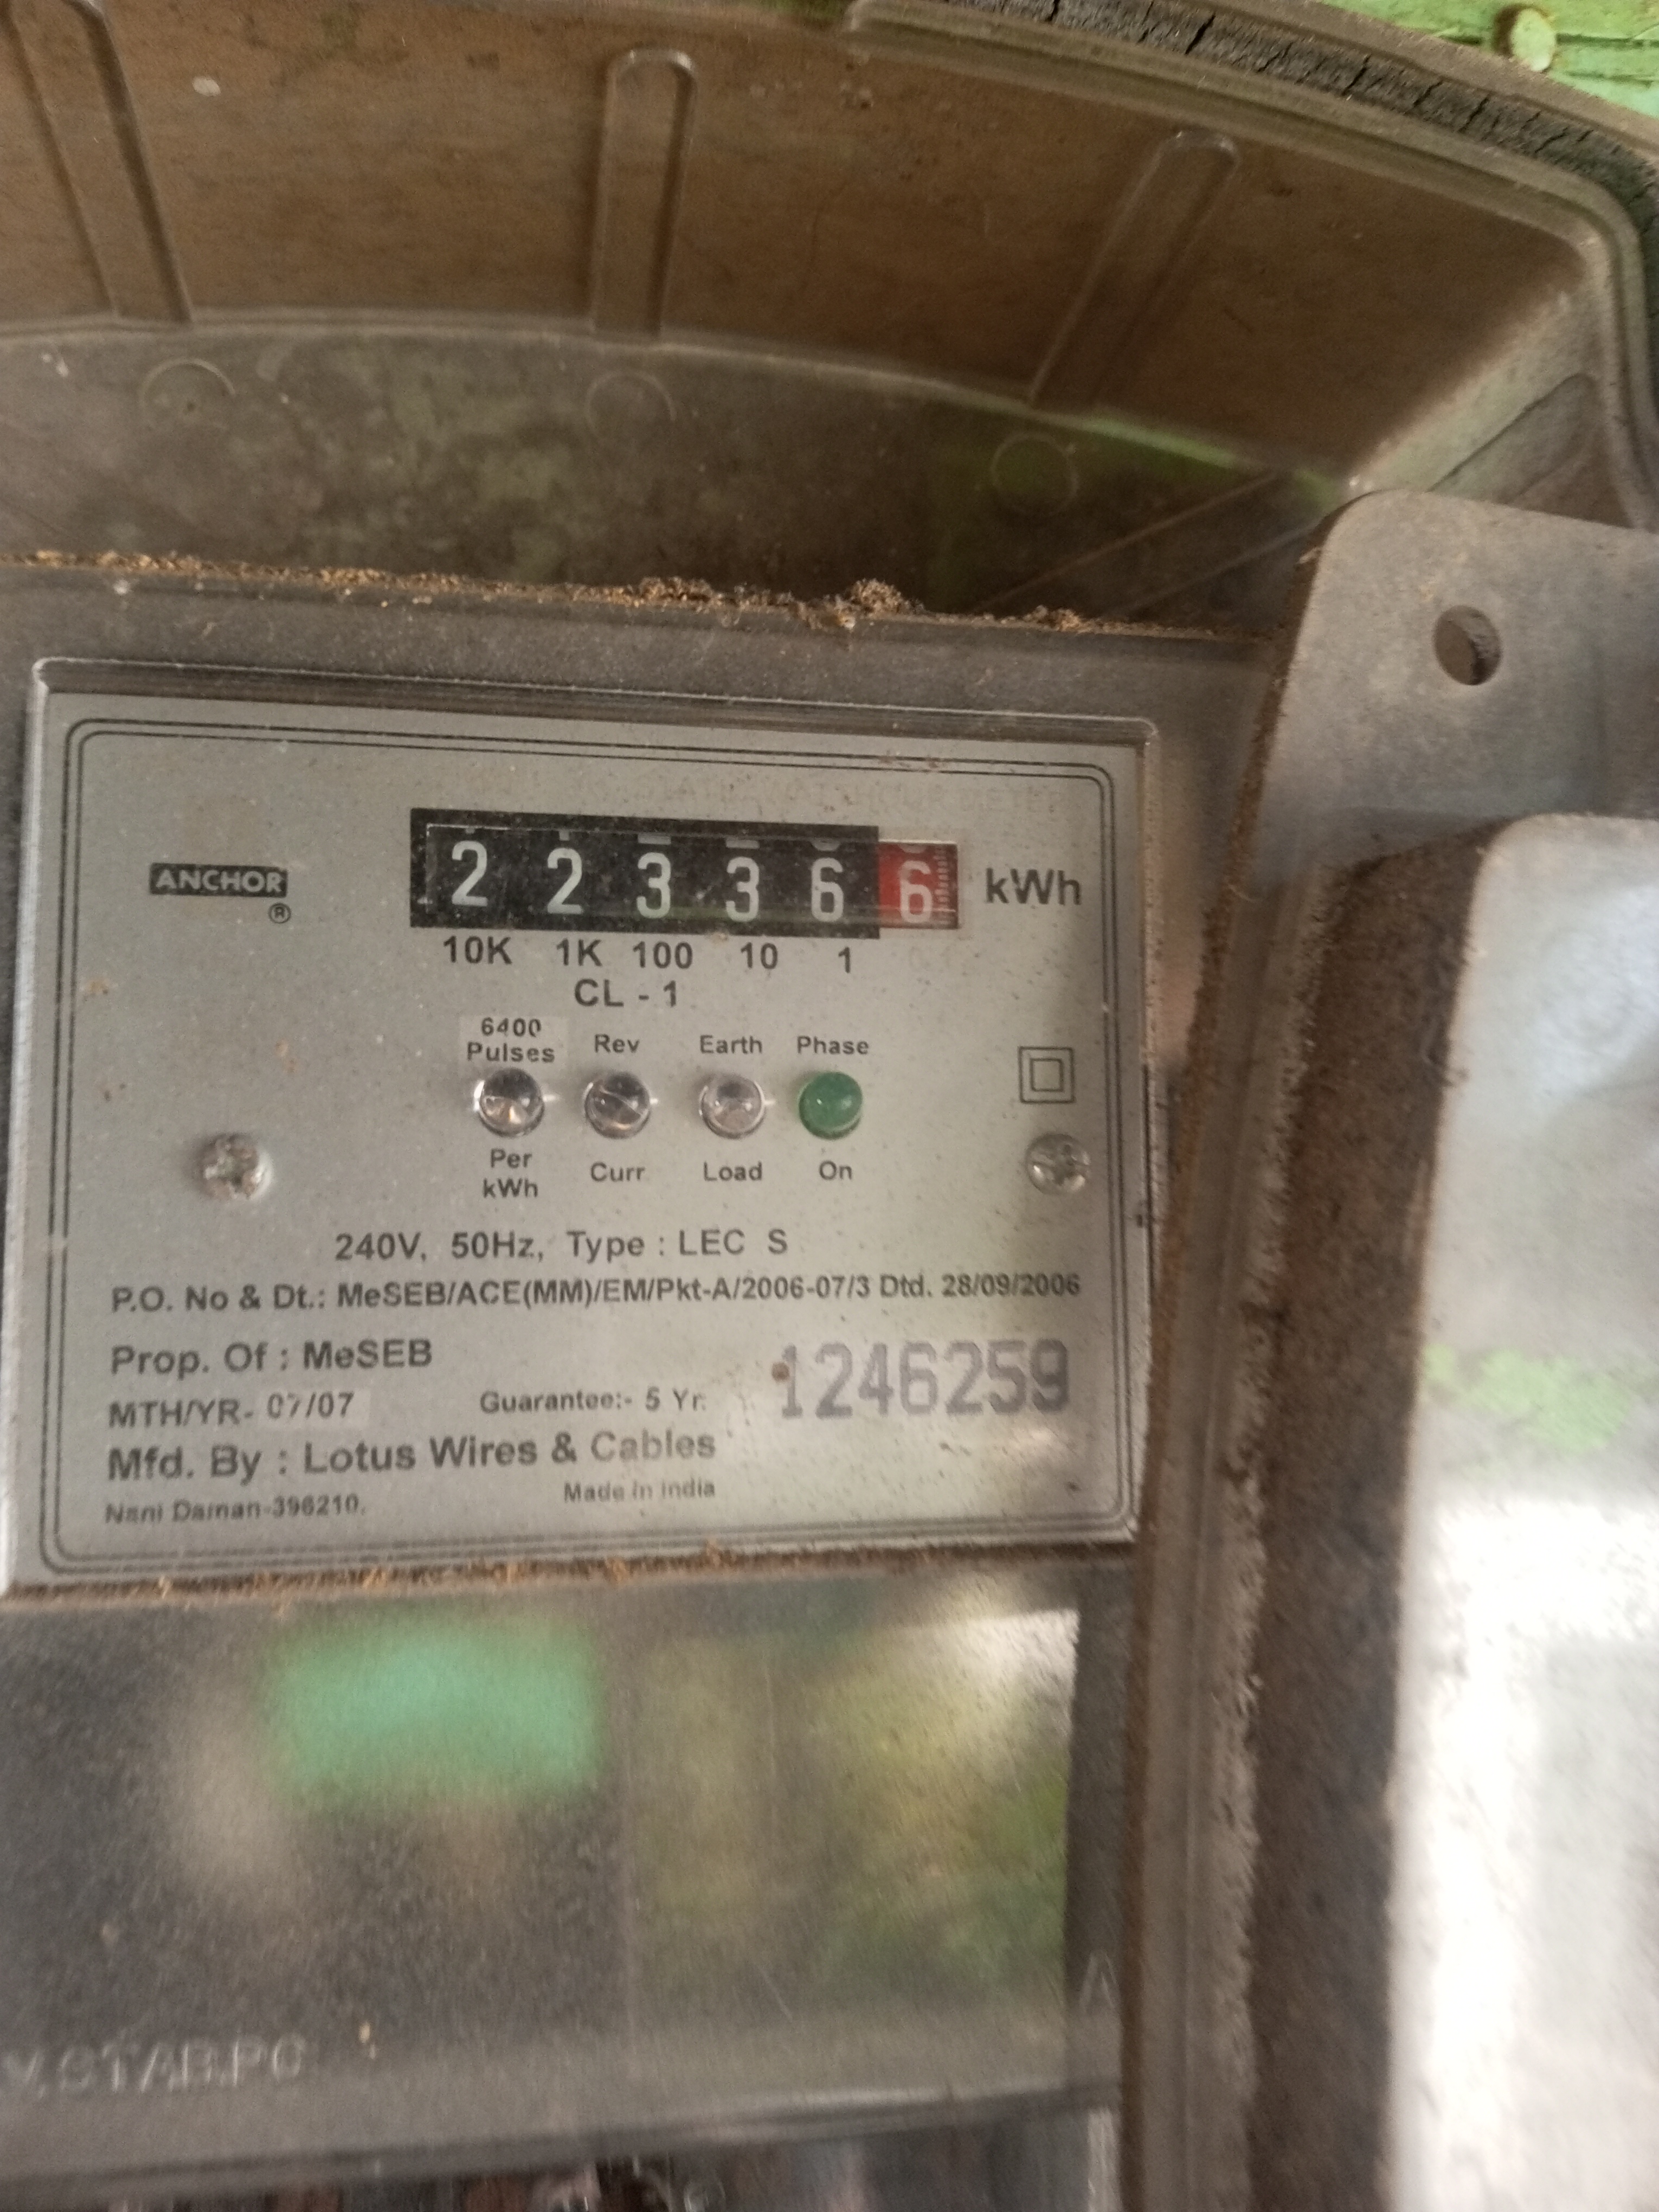 ANCHOR
®
2 2 3 3 6 6 kWh
10K 1K 100 10 1
CL - 1
6400
Pulses Rev Earth Phase
Per
kWh Curr Load On
240V, 50Hz, Type : LEC S
P.O. No & Dt.: MeSEB/ACE(MM)/EM/Pkt-A/2006-07/3 Dtd. 28/09/2006
Prop. Of : MeSEB
1246259
MTH/YR- 07/07 Guarantee:- 5 Yr.
Mfd. By : Lotus Wires & Cables
Nani Daman-396210. Made in India